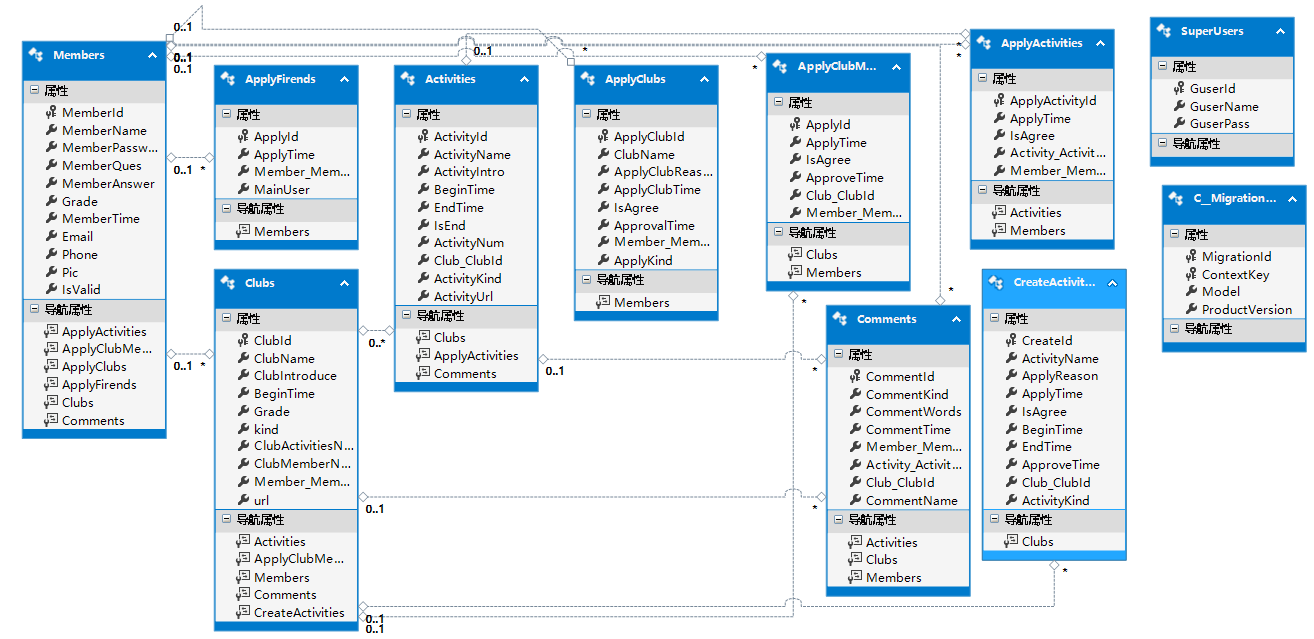 Members
属性
MemberId
MemberName
MemberPassw...
MemberQues
MemberAnswer
Grade
MemberTime
Email
Phone
Pic
IsValid
导航属性
ApplyActivities
ApplyClubMe...
ApplyClubs
ApplyFirends
Clubs
Comments
0..1
0..1
0..1
0..1
*
0..1
*
ApplyFirends
属性
ApplyId
ApplyTime
Member_Mem...
MainUser
导航属性
Members
Clubs
属性
ClubId
ClubName
ClubIntroduce
BeginTime
Grade
kind
ClubActivitiesN...
ClubMemberN...
Member_Mem...
url
导航属性
Activities
ApplyClubMe...
Members
Comments
CreateActivities
0..*
0..1
0..1
0..1
Activities
属性
ActivityId
ActivityName
ActivityIntro
BeginTime
EndTime
IsEnd
ActivityNum
Club_ClubId
ActivityKind
ActivityUrl
导航属性
Clubs
ApplyActivities
Comments
0..1
0..1
*
ApplyClubs
属性
ApplyClubId
ClubName
ApplyClubReas...
ApplyClubTime
IsAgree
ApprovalTime
Member_Mem...
ApplyKind
导航属性
Members
*
ApplyClubM...
属性
ApplyId
ApplyTime
IsAgree
ApproveTime
Club_ClubId
Member_Mem...
导航属性
Clubs
Members
*
*
*
*
Comments
属性
CommentId
CommentKind
CommentWords
CommentTime
Member_Mem...
Activity_Activit...
Club_ClubId
CommentName
导航属性
Activities
Clubs
Members
*
*
ApplyActivities
属性
ApplyActivityId
ApplyTime
IsAgree
Activity_Activit...
Member_Mem...
导航属性
Activities
Members
CreateActivit...
属性
CreateId
ActivityName
ApplyReason
ApplyTime
IsAgree
BeginTime
EndTime
ApproveTime
Club_ClubId
ActivityKind
导航属性
Clubs
*
SuperUsers
属性
GuserId
GuserName
GuserPass
导航属性
C__Migration...
属性
MigrationId
ContextKey
Model
ProductVersion
导航属性